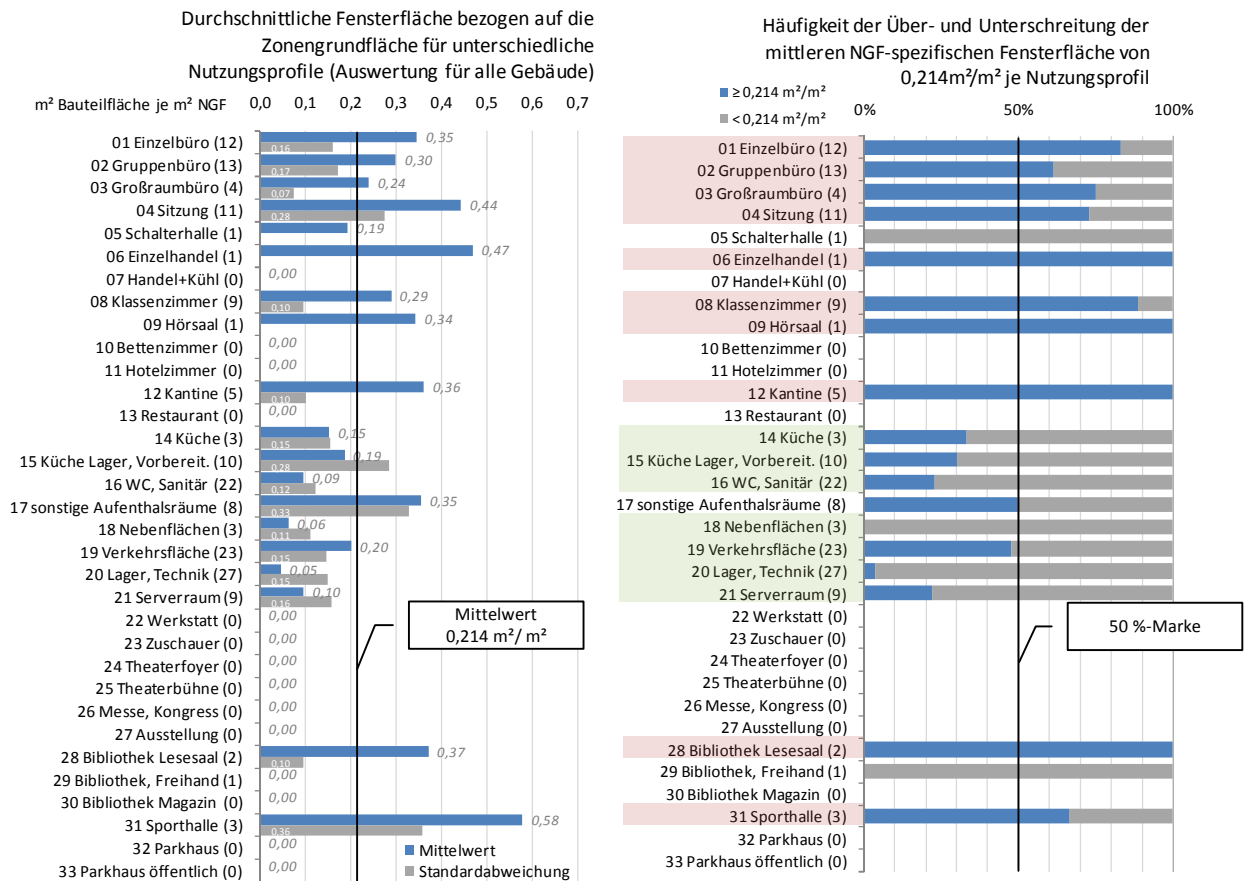 Durchschnittliche Fensterfläche bezogen auf die
Zonengrundfläche für unterschiedliche
Nutzungsprofile (Auswertung für alle Gebäude)
m² Bauteilfläche je m² NGF
0,0 0,1 0,2 0,3 0,4 0,5 0,6 0,7
01 Einzelbüro (12) 0,35
0.16
02 Gruppenbüro (13) 0,30
0.17
03 Großraumbüro (4) 0,24
0.07
04 Sitzung (11) 0,44
0.28
05 Schalterhalle (1) 0,19
06 Einzelhandel (1) 0,47
07 Handel+Kühl (0) 0,00
08 Klassenzimmer (9) 0,29
0.10
09 Hörsaal (1) 0,34
10 Bettenzimmer (0) 0,00
11 Hotelzimmer (0) 0,00
12 Kantine (5) 0,36
0.10
13 Restaurant (0) 0,00
14 Küche (3) 0,15
0.15
15 Küche Lager, Vorbereit. (10) 0,19
0.28
16 WC, Sanitär (22) 0,09
0.12
17 sonstige Aufenthalsräume (8) 0,35
0.33
18 Nebenflächen (3) 0,06
0.11
19 Verkehrsfläche (23) 0,20
0.15
20 Lager, Technik (27) 0,05
0.15
21 Serverraum (9) 0,10
0.16
22 Werkstatt (0) 0,00
23 Zuschauer (0) 0,00
24 Theaterfoyer (0) 0,00
25 Theaterbühne (0) 0,00
26 Messe, Kongress (0) 0,00
27 Ausstellung (0) 0,00
28 Bibliothek Lesesaal (2) 0,37
0.10
29 Bibliothek, Freihand (1) 0,00
30 Bibliothek Magazin (0) 0,00
31 Sporthalle (3) 0,58
0.36
32 Parkhaus (0) 0,00
33 Parkhaus öffentlich (0) 0,00
Mittelwert
0,214 m²/ m²
Mittelwert
Standardabweichung
Häufigkeit der Über- und Unterschreitung der
mittleren NGF-spezifischen Fensterfläche von
0,214m²/m² je Nutzungsprofil
≥ 0,214 m²/m²
< 0,214 m²/m²
0% 50% 100%
01 Einzelbüro (12)
02 Gruppenbüro (13)
03 Großraumbüro (4)
04 Sitzung (11)
05 Schalterhalle (1)
06 Einzelhandel (1)
07 Handel+Kühl (0)
08 Klassenzimmer (9)
09 Hörsaal (1)
10 Bettenzimmer (0)
11 Hotelzimmer (0)
12 Kantine (5)
13 Restaurant (0)
14 Küche (3)
15 Küche Lager, Vorbereit. (10)
16 WC, Sanitär (22)
17 sonstige Aufenthalsräume (8)
18 Nebenflächen (3)
19 Verkehrsfläche (23)
20 Lager, Technik (27)
21 Serverraum (9)
22 Werkstatt (0)
23 Zuschauer (0)
24 Theaterfoyer (0)
25 Theaterbühne (0)
26 Messe, Kongress (0)
27 Ausstellung (0)
28 Bibliothek Lesesaal (2)
29 Bibliothek, Freihand (1)
30 Bibliothek Magazin (0)
31 Sporthalle (3)
32 Parkhaus (0)
33 Parkhaus öffentlich (0)
50 %-Marke